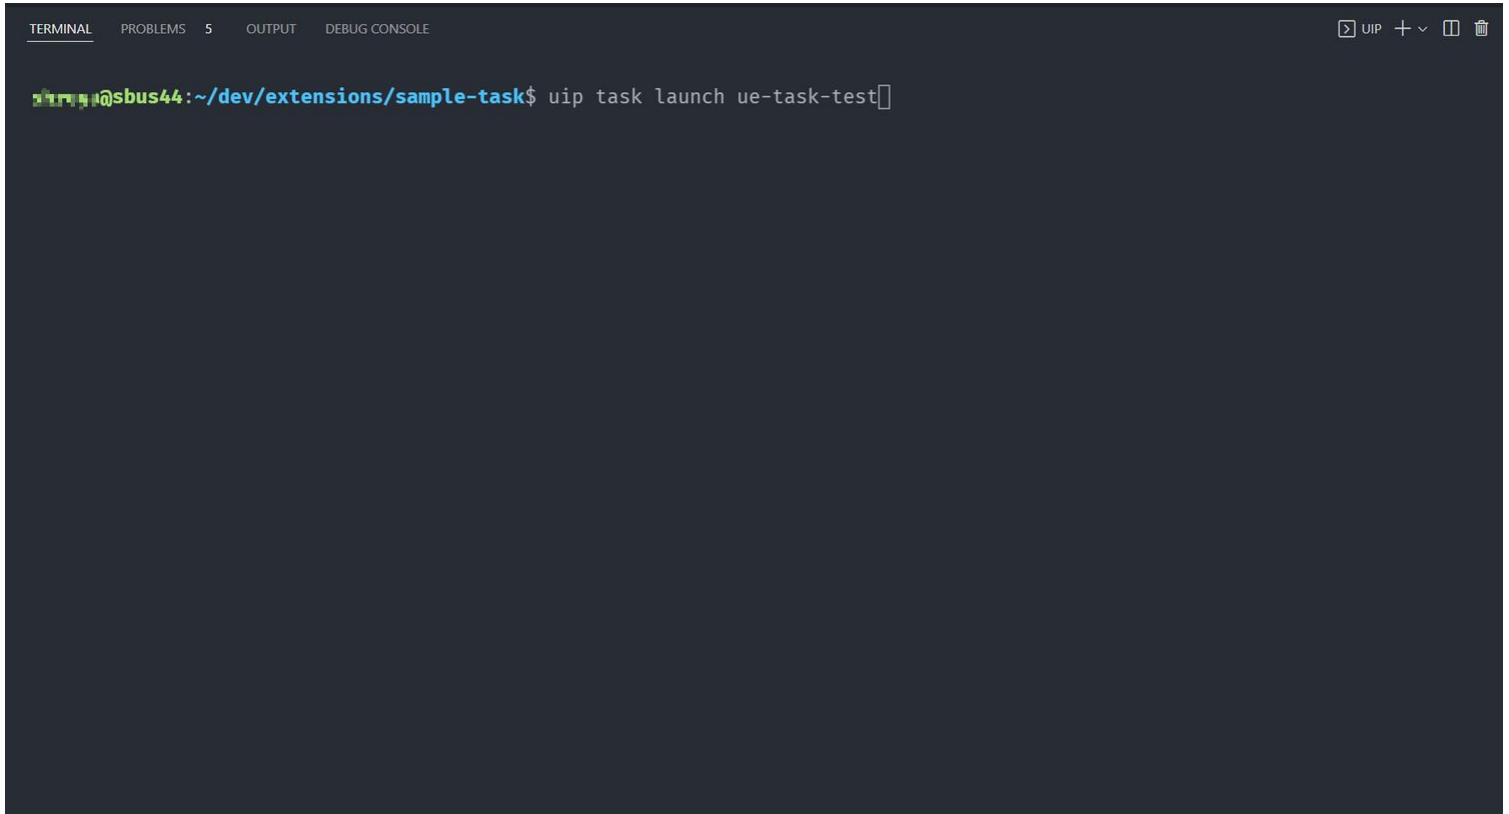 TERMINAL PROBLEMS 5 OUTPUT DEBUG CONSOLE UIP
@sbus44:~/dev/extensions/sample-task$ uip task launch ue-task-test